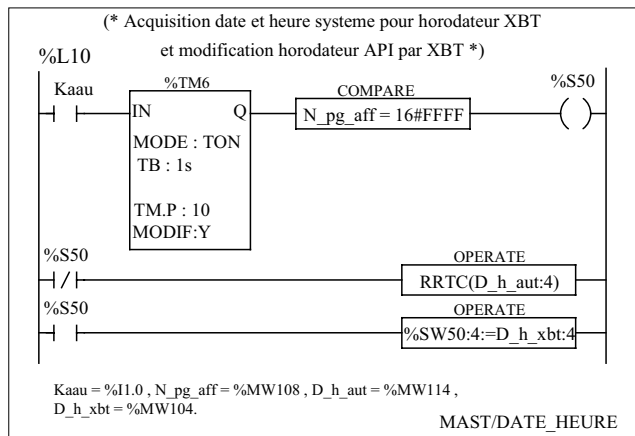 (* Acquisition date et heure systeme pour horodateur XBT
et modification horodateur API par XBT *)
%L10
Kaau
%TM6
COMPARE
%S50
IN Q
N_pg_aff = 16#FFFF
MODE : TON
TB : 1s
TM.P : 10
MODIF:Y
%S50
OPERATE
RRTC(D_h_aut:4)
%S50
OPERATE
%SW50:4:=D_h_xbt:4
Kaau = %I1.0 , N_pg_aff = %MW108 , D_h_aut = %MW114 ,
D_h_xbt = %MW104.
MAST/DATE_HEURE